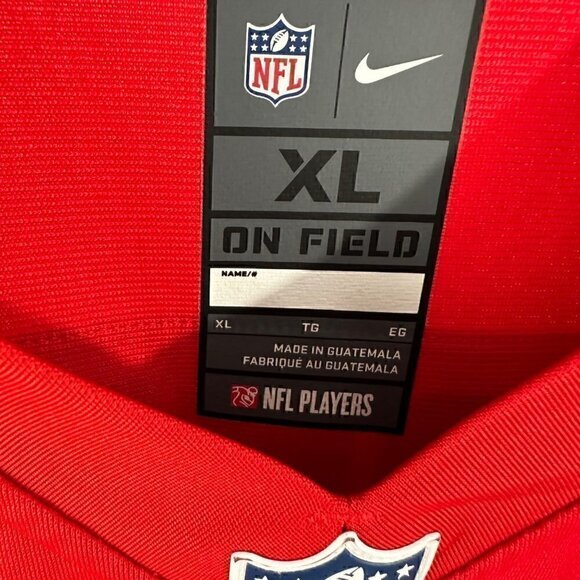 NFL
XL
ON FIELD
NAME/#
XL TG EG
MADE IN GUATEMALA
FABRIQUÉ AU GUATEMALA
NFL PLAYERS